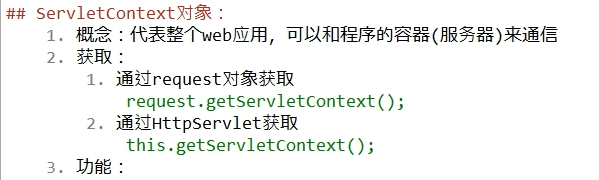 ## ServletContext对象：
1. 概念：代表整个web应用，可以和程序的容器(服务器)来通信
2. 获取：
1. 通过request对象获取
request.getServletContext();
2. 通过HttpServlet获取
this.getServletContext();
3. 功能：